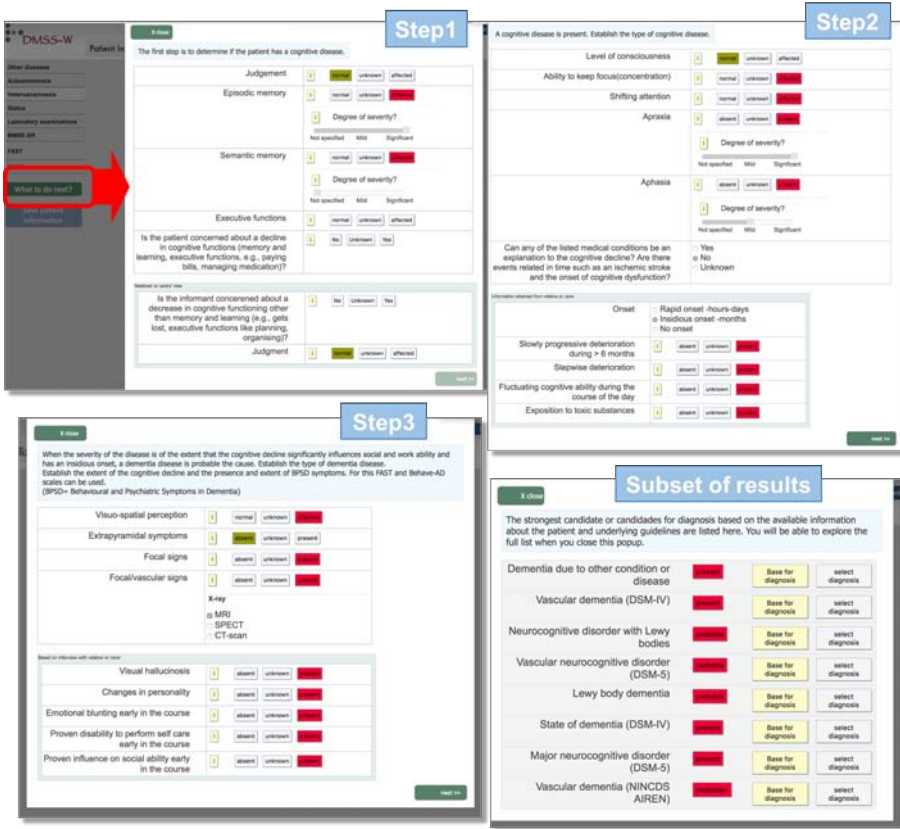 DMSS-W
Patient In
Other diseases
Autoanamnesis
Heteroanamnesis
Status
Laboratory examinations
MMSE-SR
FAST
What to do next?
Save patient
information
Step1
X close
The first step is to determine if the patient has a cognitive disease.
Judgement
normal unknown affected
Episodic memory
normal unknown affected
Degree of severity?
Not specified Mild Significant
Semantic memory
normal unknown affected
Degree of severity?
Not specified Mild Significant
Executive functions
normal unknown affected
Is the patient concerned about a decline
in cognitive functions (memory and
learning, executive functions, e.g., paying
bills, managing medication)?
No Unknown Yes
Relatives' or carers' view
Is the informant concerened about a
decrease in cognitive functioning other
than memory and learning (e.g., gets
lost, executive functions like planning,
organising)?
No Unknown Yes
Judgment
normal unknown affected
next >>
Step2
A cognitive disease is present. Establish the type of cognitive disease.
Level of consciousness
normal unknown affected
Ability to keep focus(concentration)
normal unknown affected
Shifting attention
normal unknown affected
Apraxia
absent unknown present
Degree of severity?
Not specified Mild Significant
Aphasia
absent unknown present
Degree of severity?
Not specified Mild Significant
Can any of the listed medical conditions be an
explanation to the cognitive decline? Are there
events related in time such as an ischemic stroke
and the onset of cognitive dysfunction?
Yes
No
Unknown
Information obtained from relative or carer
Onset
Rapid onset -hours-days
Insidious onset -months
No onset
Slowly progressive deterioration
during > 6 months
absent unknown present
Stepwise deterioration
absent unknown present
Fluctuating cognitive ability during the
course of the day
absent unknown present
Exposition to toxic substances
absent unknown present
next >>
Step3
X close
When the severity of the disease is of the extent that the cognitive decline significantly influences social and work ability and
has an insidious onset, a dementia disease is probable the cause. Establish the type of dementia disease.
Establish the extent of the cognitive decline and the presence and extent of BPSD symptoms. For this FAST and Behave-AD
scales can be used.
(BPSD= Behavioural and Psychiatric Symptoms in Dementia)
Visuo-spatial perception
normal unknown affected
Extrapyramidal symptoms
absent unknown present
Focal signs
absent unknown present
Focal/vascular signs
absent unknown present
X-ray
MRI
SPECT
CT-scan
Based on interview with relative or carer
Visual hallucinosis
absent unknown present
Changes in personality
absent unknown present
Emotional blunting early in the course
absent unknown present
Proven disability to perform self care
early in the course
absent unknown present
Proven influence on social ability early
in the course
absent unknown present
next >>
Subset of results
X close
The strongest candidate or candidades for diagnosis based on the available information
about the patient and underlying guidelines are listed here. You will be able to explore the
full list when you close this popup.
Dementia due to other condition or
disease
present Base for diagnosis select diagnosis
Vascular dementia (DSM-IV)
present Base for diagnosis select diagnosis
Neurocognitive disorder with Lewy
bodies
probable Base for diagnosis select diagnosis
Vascular neurocognitive disorder
(DSM-5)
probable Base for diagnosis select diagnosis
Lewy body dementia
probable Base for diagnosis select diagnosis
State of dementia (DSM-IV)
present Base for diagnosis select diagnosis
Major neurocognitive disorder
(DSM-5)
present Base for diagnosis select diagnosis
Vascular dementia (NINCDS
AIREN)
probable Base for diagnosis select diagnosis